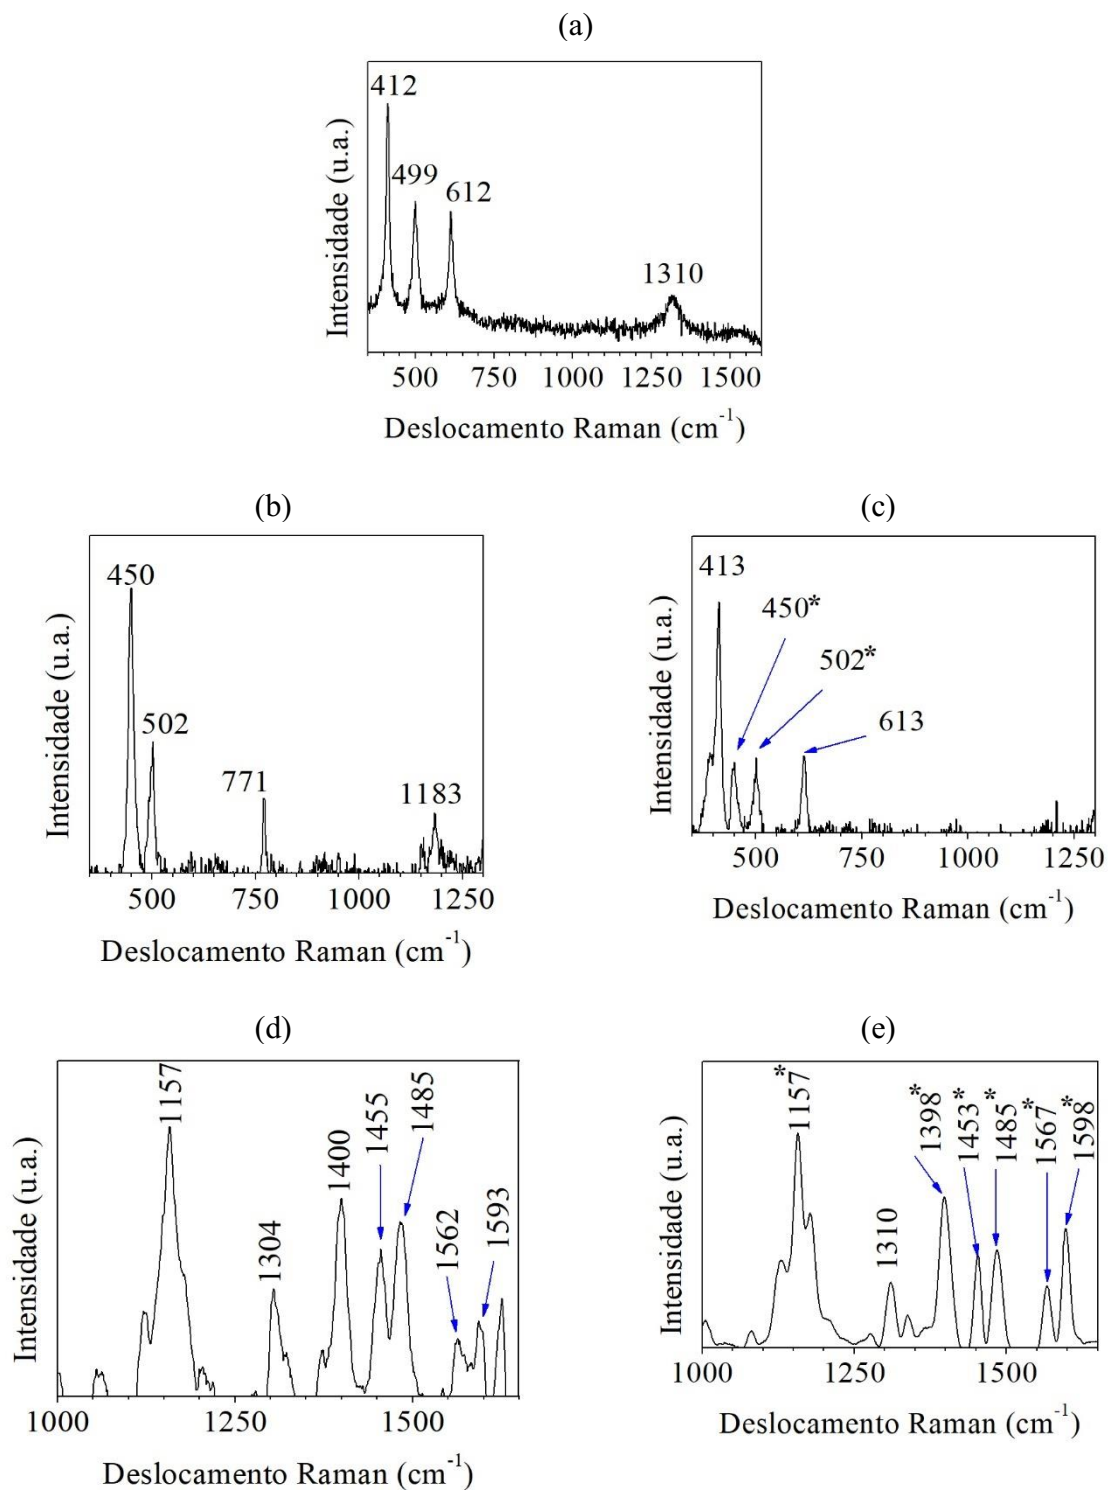 (a)
412
499
612
1310
Intensidade (u.a.)
500 750 1000 1250 1500
Deslocamento Raman (cm-1)
(b)
450
502
771
1183
Intensidade (u.a.)
500 750 1000 1250
Deslocamento Raman (cm-1)
(c)
413
450*
502*
613
Intensidade (u.a.)
500 750 1000 1250
Deslocamento Raman (cm-1)
(d)
1157
1304
1400
1455
1485
1562
1593
Intensidade (u.a.)
1000 1250 1500
Deslocamento Raman (cm-1)
(e)
1157*
1310
1398*
1453*
1485*
1567*
1598*
Intensidade (u.a.)
1000 1250 1500
Deslocamento Raman (cm-1)